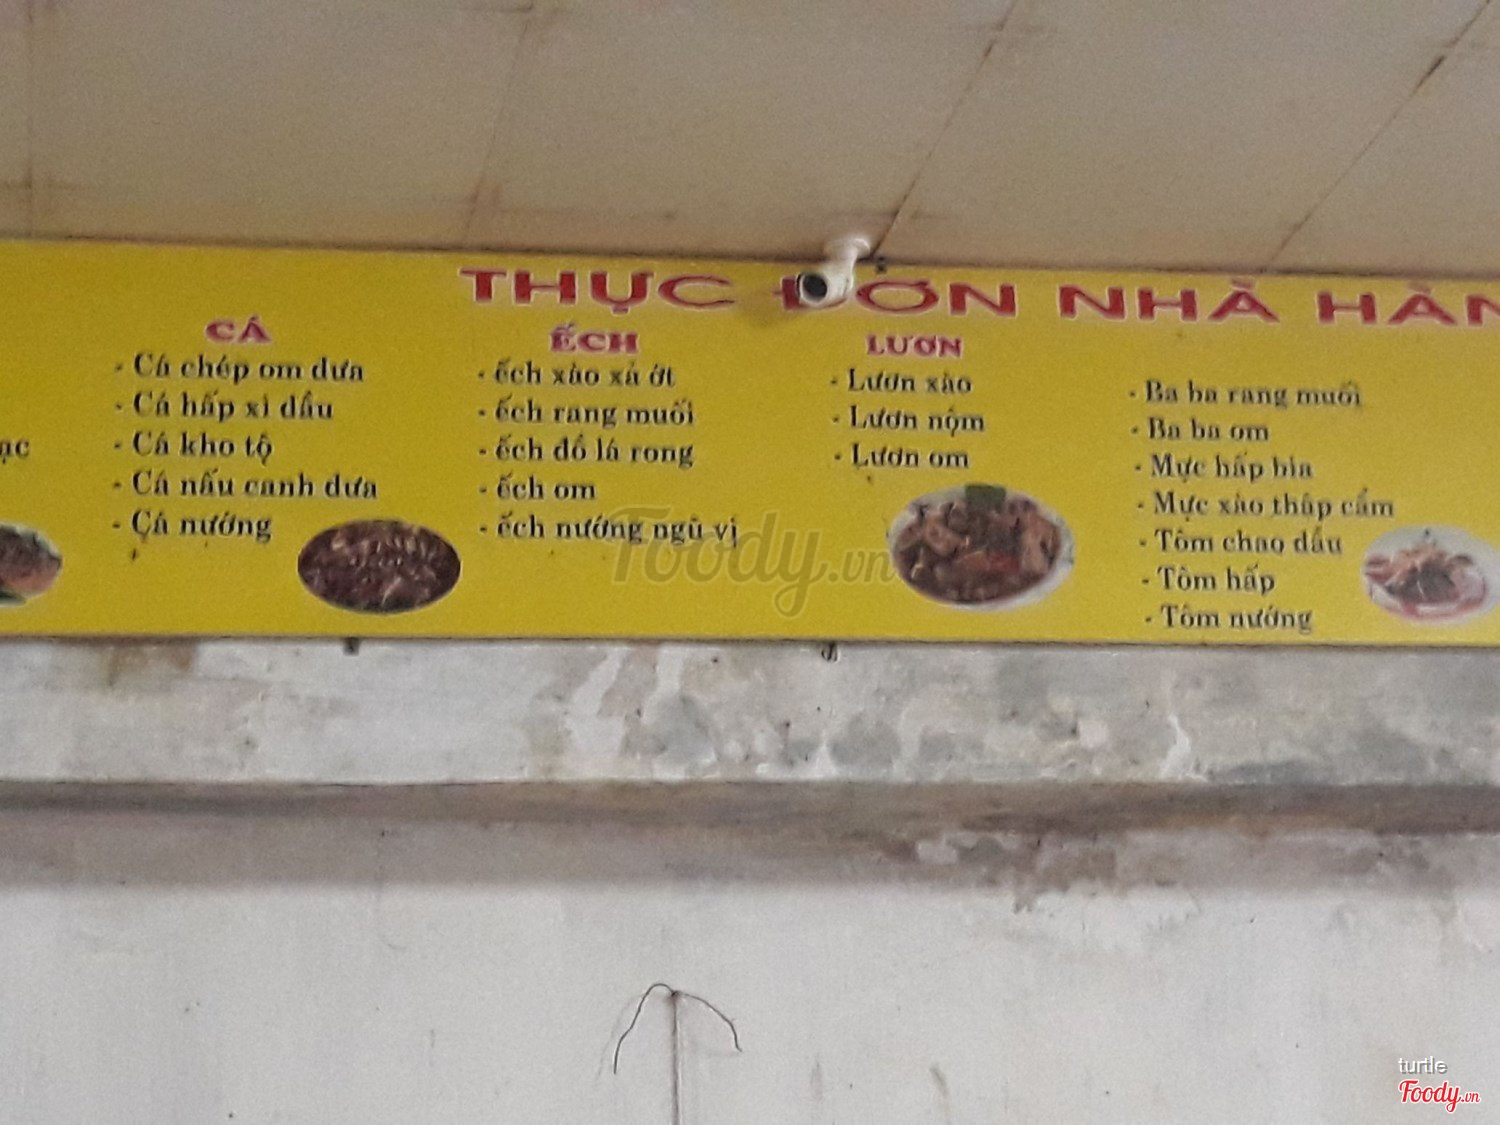 THỰC ĐƠN NHÀ HÀN
ạc
CÁ
- Cá chép om dưa
- Cá hấp xì dầu
- Cá kho tộ
- Cá nấu canh dưa
- Cá nướng
ẾCH
- ếch xào xả ớt
- ếch rang muối
- ếch đồ lá rong
- ếch om
- ếch nướng ngũ vị
LƯƠN
- Lươn xào
- Lươn nộm
- Lươn om
- Ba ba rang muối
- Ba ba om
- Mực hấp bia
- Mực xào thập cẩm
- Tôm chao dầu
- Tôm hấp
- Tôm nướng
Foody.vn
turtle
Foody.vn